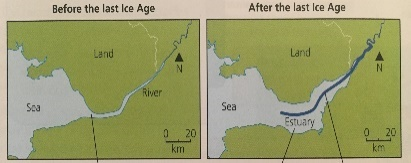 Before the last Ice Age
Land
N
River
Sea
0 20
km
After the last Ice Age
Land
N
Sea
Estuary
0 20
km